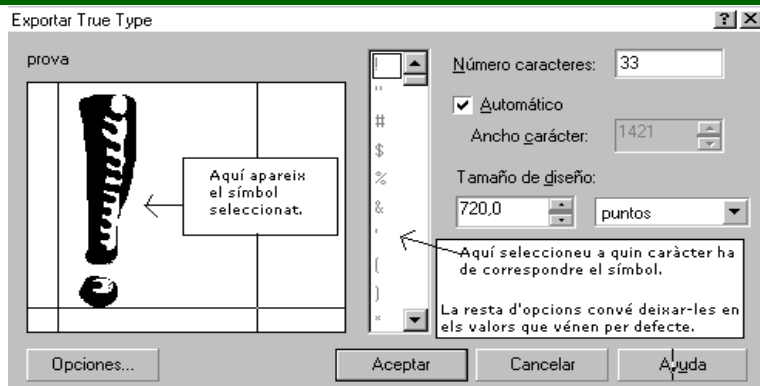 Exportar True Type
prova
Aquí apareix
el símbol
seleccionat.
!
"
#
$
%
&
'
(
)
*
Número caracteres: 33
Automático
Ancho carácter: 1421
Tamaño de diseño:
720,0 puntos
Aquí seleccioneu a quin caràcter ha
de correspondre el símbol.
La resta d'opcions convé deixar-les en
els valors que vénen per defecte.
Opciones... Aceptar Cancelar Ayuda